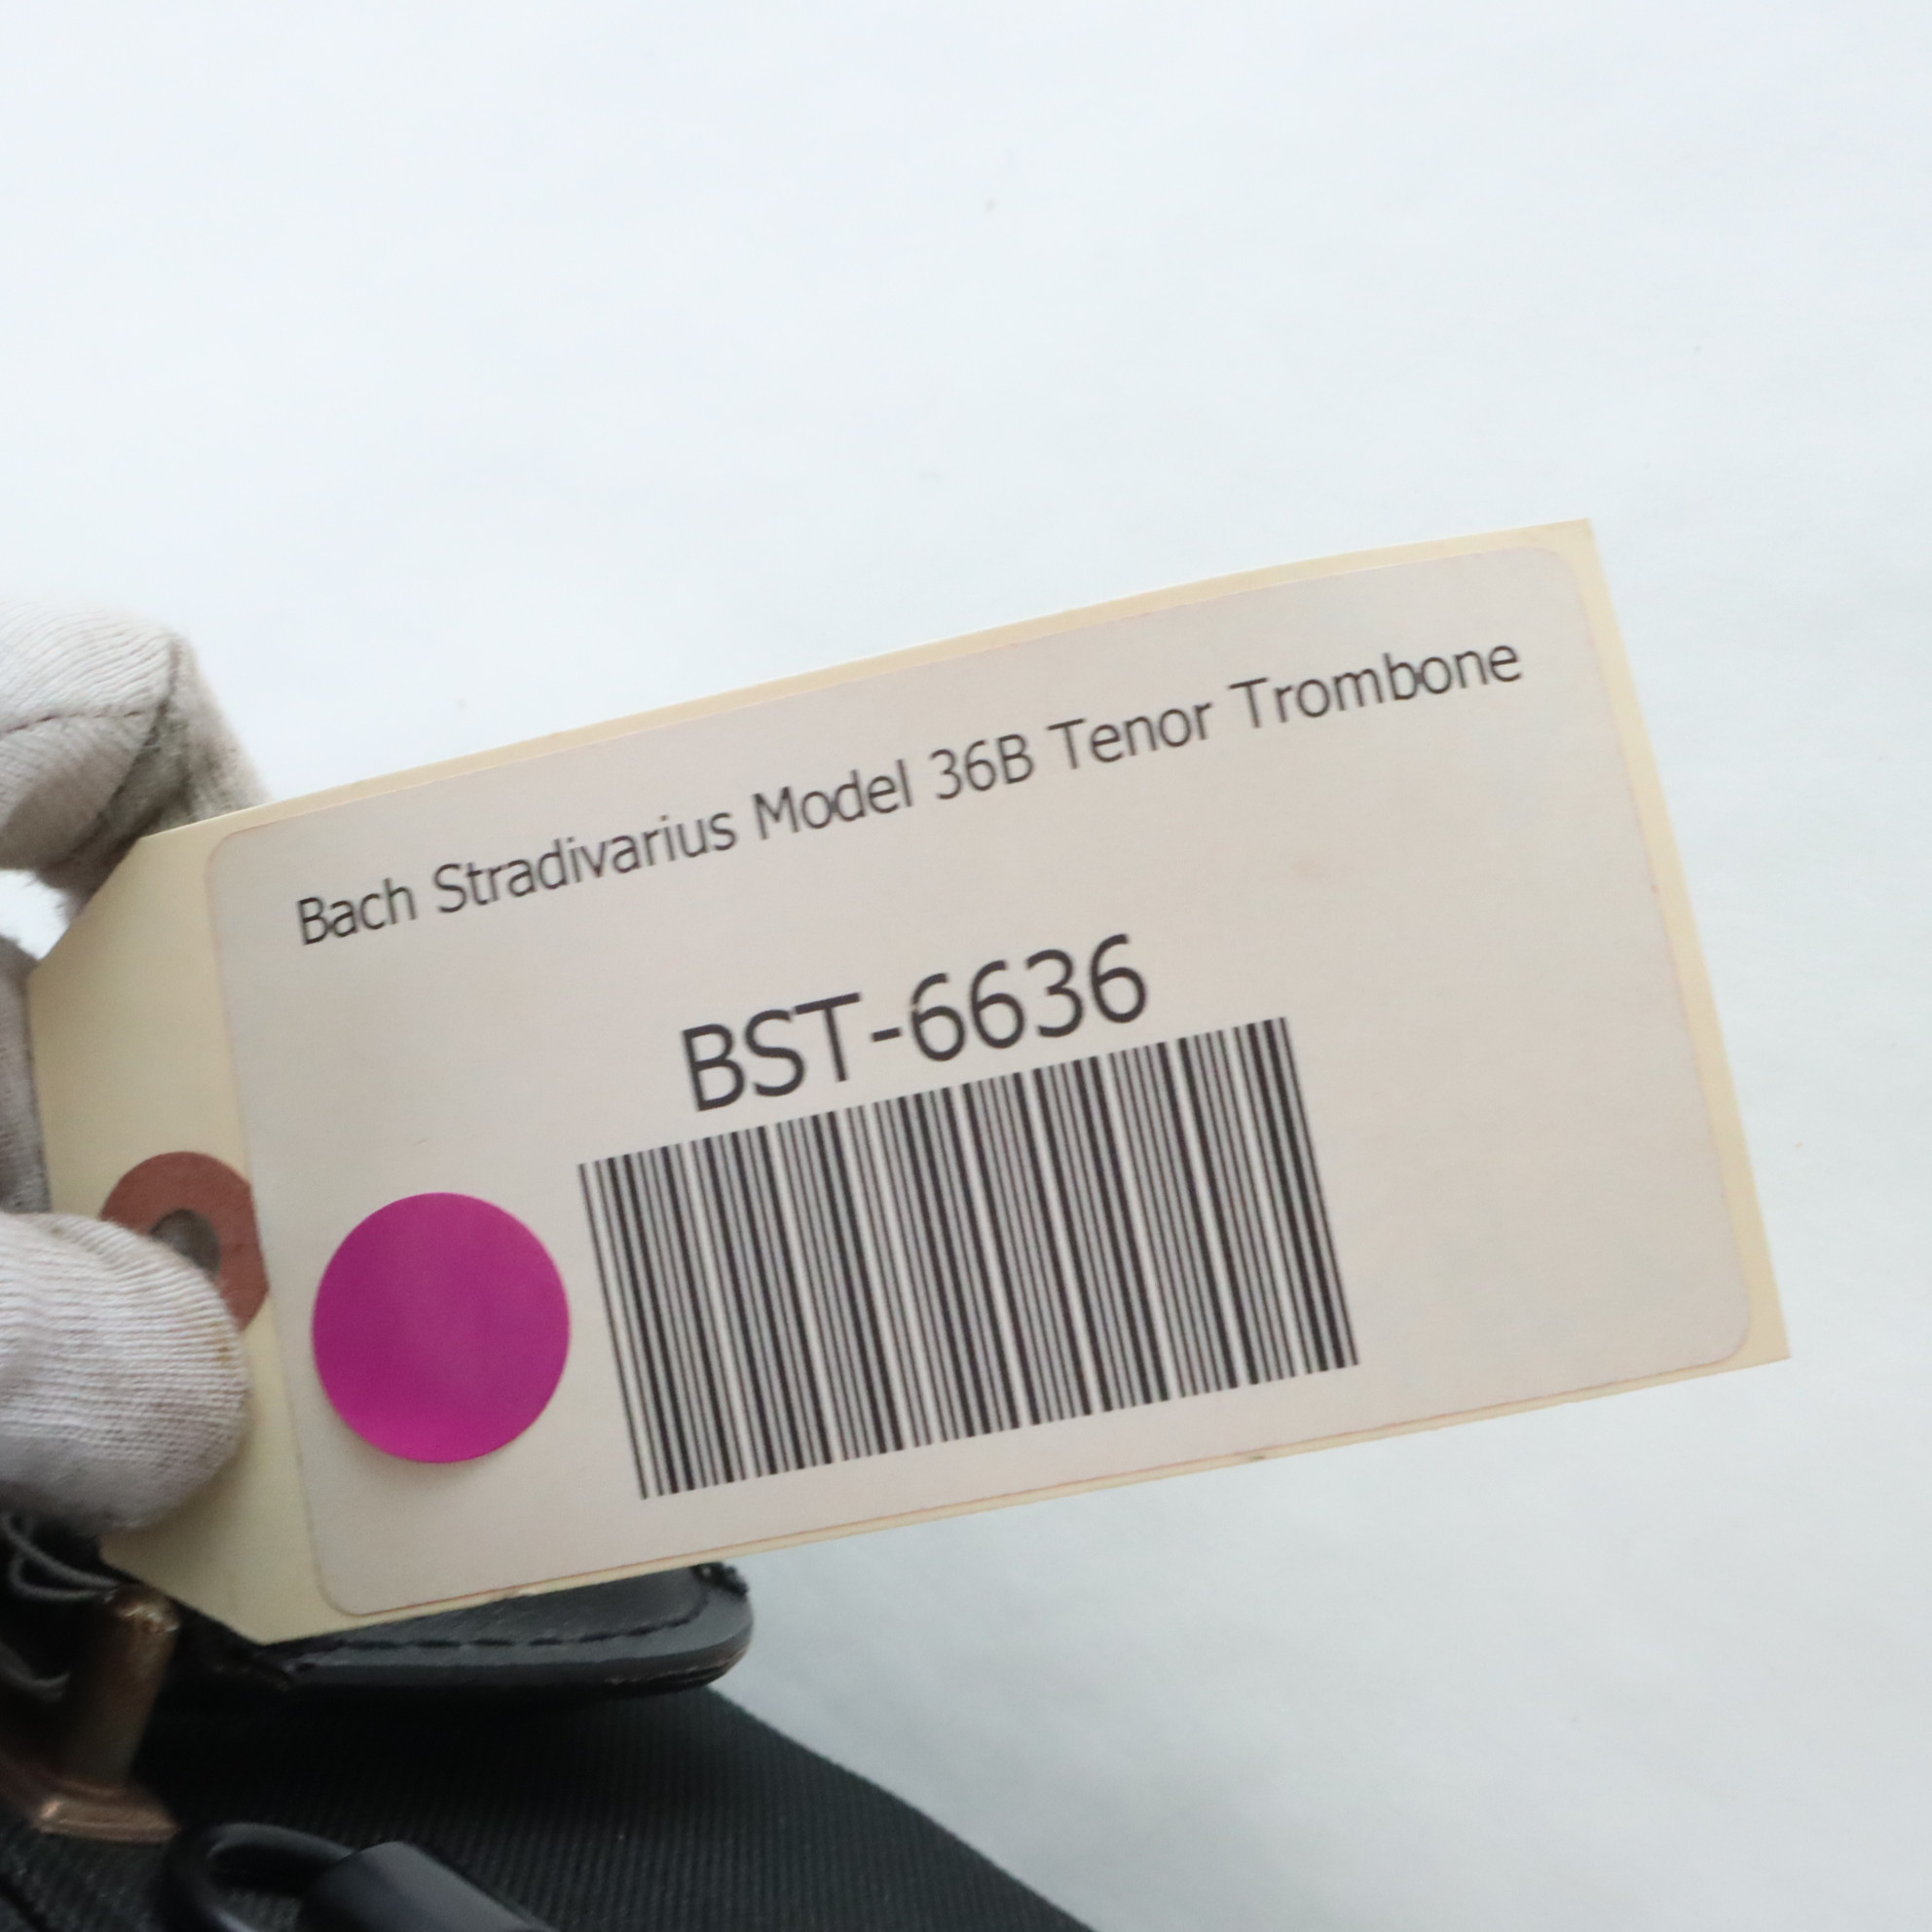 Bach Stradivarius Model 36B Tenor Trombone
BST-6636